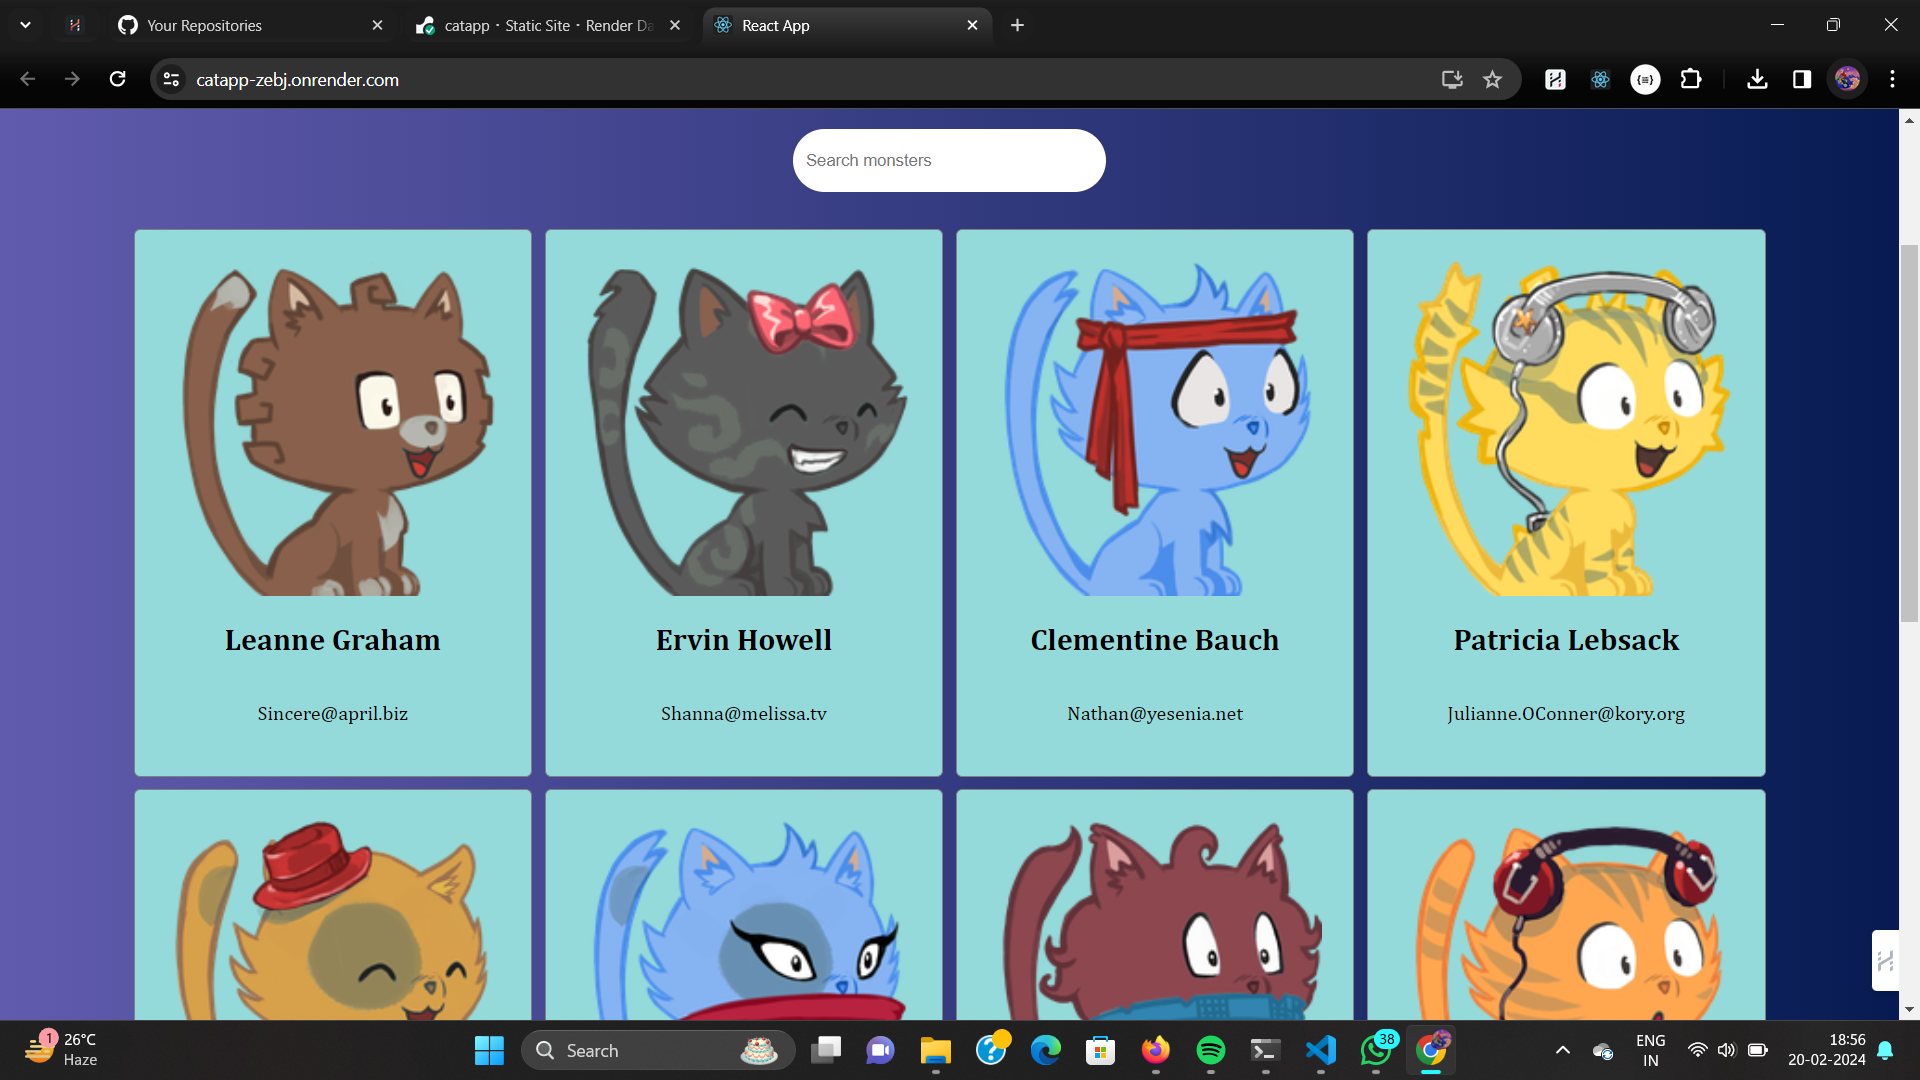 Your Repositories
catapp · Static Site · Render Da
React App
catapp-zebj.onrender.com
Search monsters
Leanne Graham
Ervin Howell
Clementine Bauch
Patricia Lebsack
Sincere@april.biz
Shanna@melissa.tv
Nathan@yesenia.net
Julianne.OConner@kory.org
1
26°C
Haze
Search
38
ENG
IN
18:56
20-02-2024